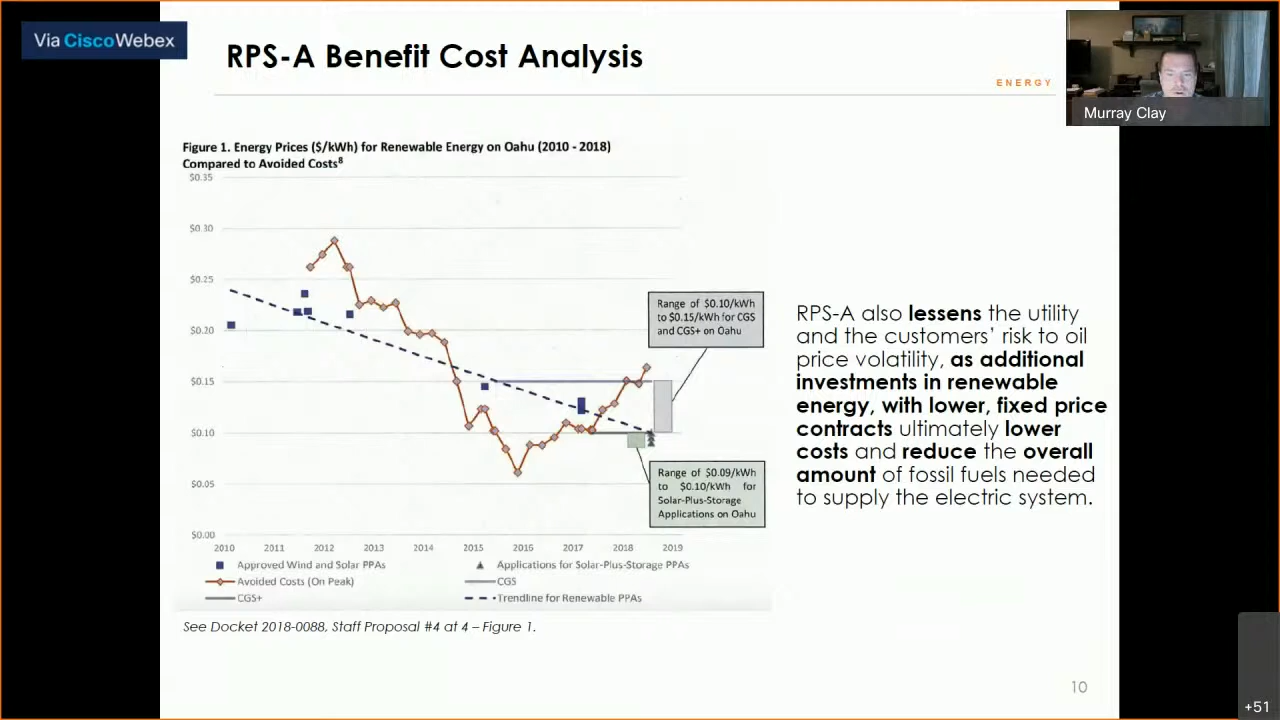 Via CiscoWebex
RPS-A Benefit Cost Analysis
ENERGY
Murray Clay
Figure 1. Energy Prices ($/kWh) for Renewable Energy on Oahu (2010 - 2018)
Compared to Avoided Costs8
$0.35
$0.30
$0.25
$0.20
$0.15
$0.10
$0.05
$0.00
2010 2011 2012 2013 2014 2015 2016 2017 2018 2019
Range of $0.10/kWh
to $0.15/kWh for CGS
and CGS+ on Oahu
Range of $0.09/kWh
to $0.10/kWh for
Solar-Plus-Storage
Applications on Oahu
Approved Wind and Solar PPAs
Applications for Solar-Plus-Storage PPAs
Avoided Costs (On Peak)
CGS
CGS+
Trendline for Renewable PPAs
See Docket 2018-0088, Staff Proposal #4 at 4 – Figure 1.
RPS-A also lessens the utility
and the customers' risk to oil
price volatility, as additional
investments in renewable
energy, with lower, fixed price
contracts ultimately lower
costs and reduce the overall
amount of fossil fuels needed
to supply the electric system.
10
+51